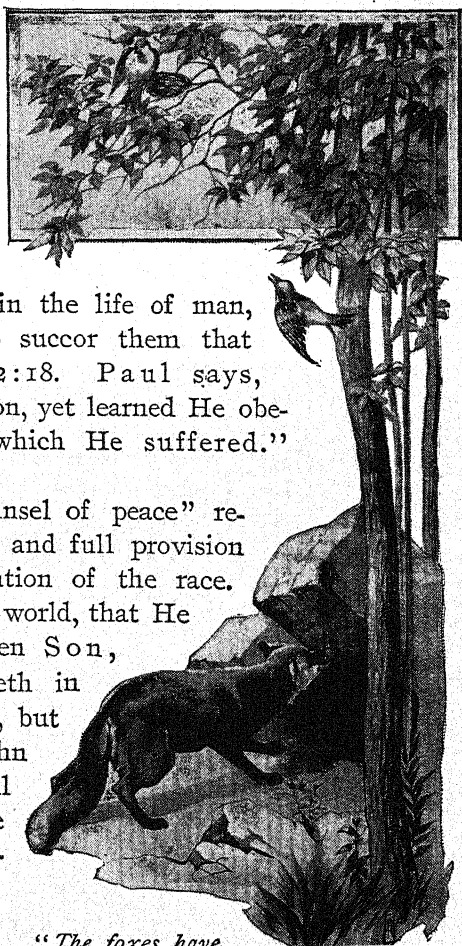 in the life of man,
succor them that
2:18. Paul says,
on, yet learned He obe-
which He suffered."
nsel of peace" re-
and full provision
ation of the race.
world, that He
en Son,
eth in
, but
hn
l
e
.
"The foxes have